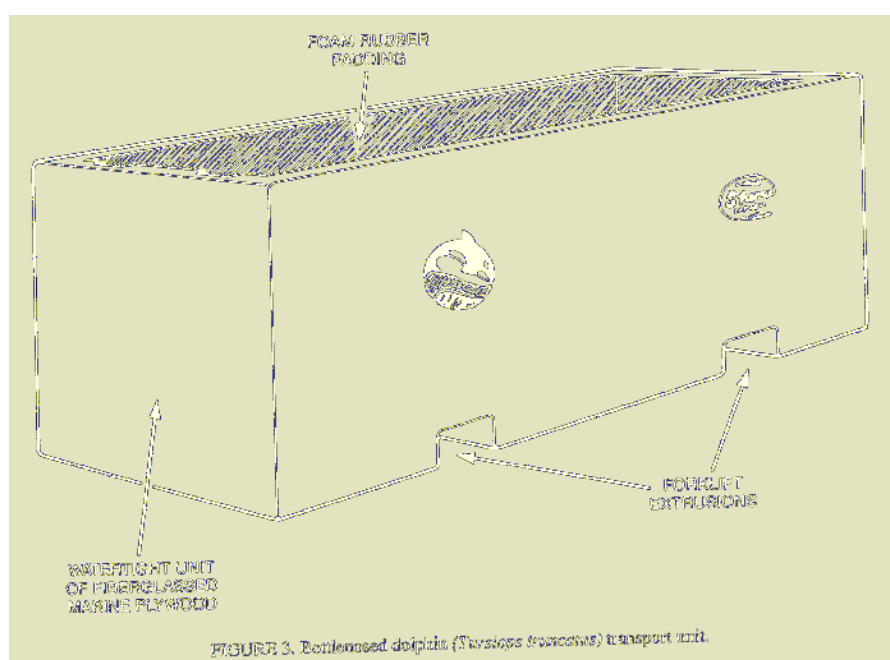 FOAM RUBBER
PADDING
FORKLIFT
EXTRUSIONS
WATERTIGHT UNIT
OF FIBERGLASSED
MARINE PLYWOOD
FIGURE 3. Bottlenosed dolphin (Tursiops truncatus) transport unit.